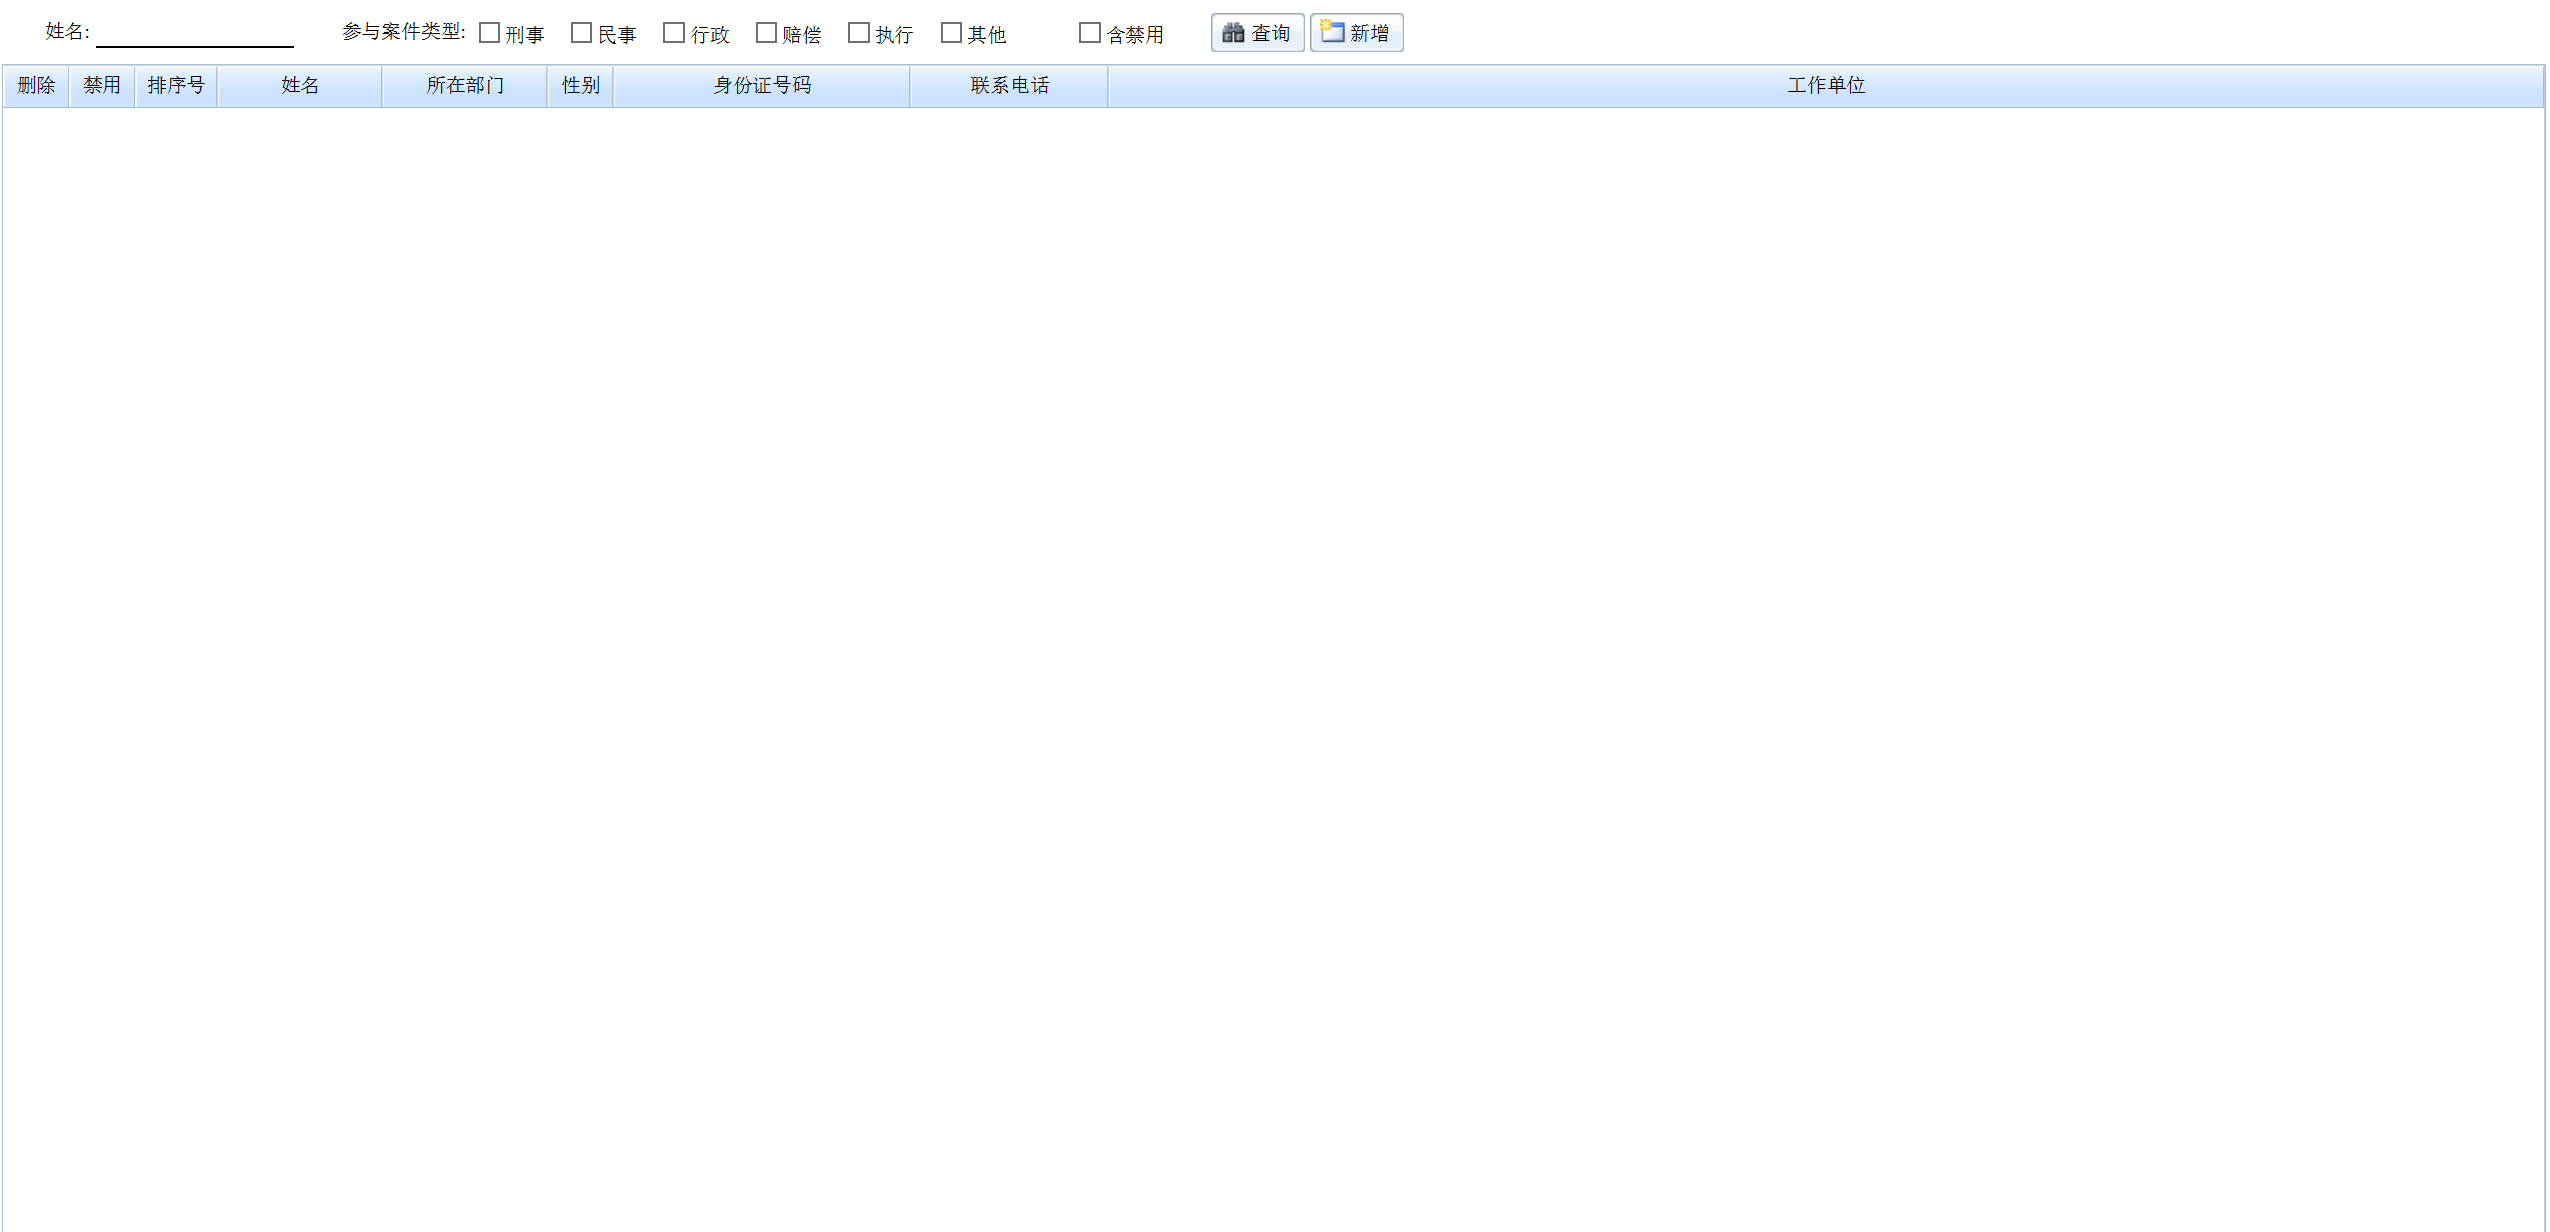 姓名: 参与案件类型: 刑事 民事 行政 赔偿 执行 其他 含禁用 查询 新增
删除 禁用 排序号 姓名 所在部门 性别 身份证号码 联系电话 工作单位